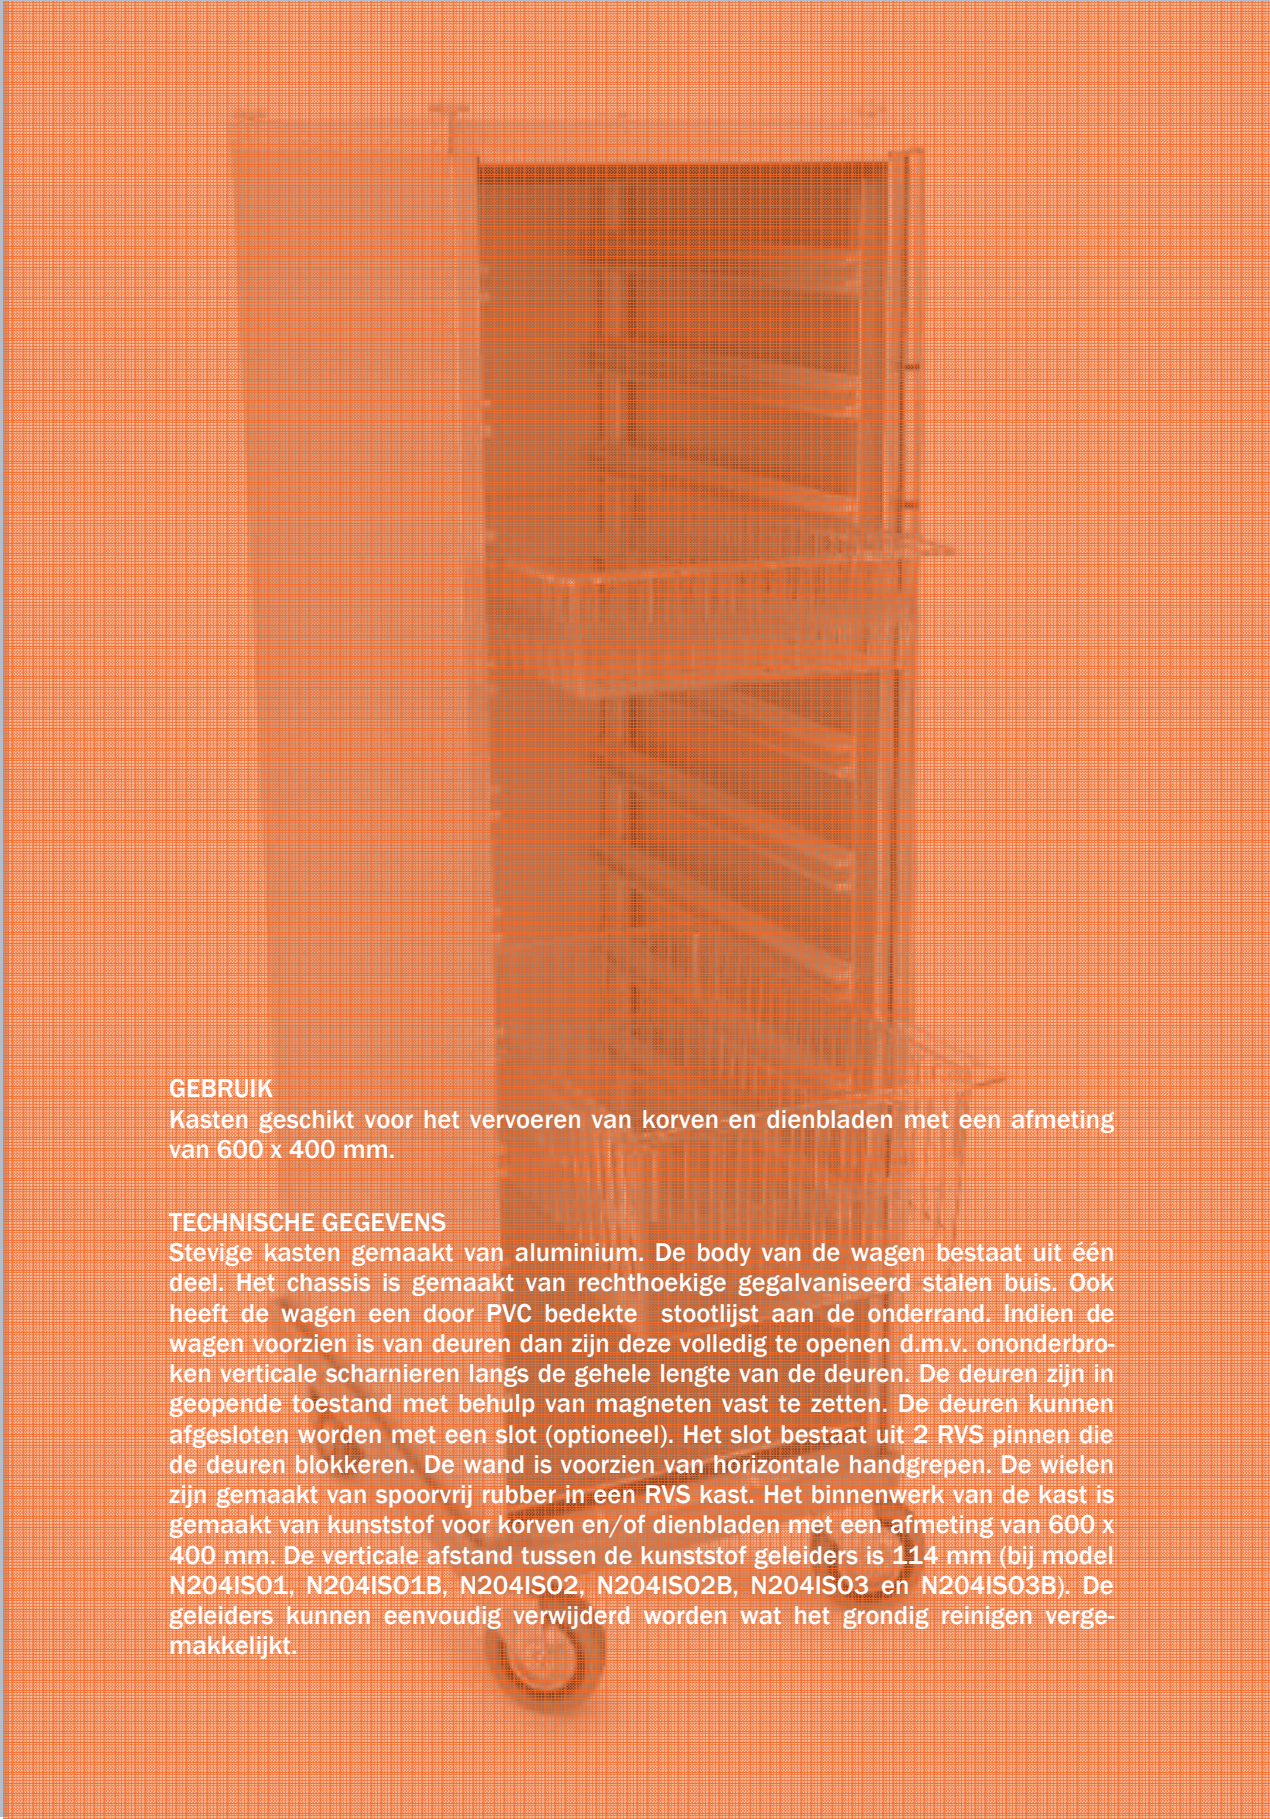 GEBRUIK
Kasten geschikt voor het vervoeren van korven en dienbladen met een afmeting
van 600 x 400 mm.
TECHNISCHE GEGEVENS
Stevige kasten gemaakt van aluminium. De body van de wagen bestaat uit één
deel. Het chassis is gemaakt van rechthoekige gegalvaniseerd stalen buis. Ook
heeft de wagen een door PVC bedekte  stootlijst aan de onderrand. Indien de
wagen voorzien is van deuren dan zijn deze volledig te openen d.m.v. ononderbro-
ken verticale scharnieren langs de gehele lengte van de deuren. De deuren zijn in
geopende toestand met behulp van magneten vast te zetten. De deuren kunnen
afgesloten worden met een slot (optioneel). Het slot bestaat uit 2 RVS pinnen die
de deuren blokkeren. De wand is voorzien van horizontale handgrepen. De wielen
zijn gemaakt van spoorvrij rubber in een RVS kast. Het binnenwerk van de kast is
gemaakt van kunststof voor korven en/of dienbladen met een afmeting van 600 x
400 mm. De verticale afstand tussen de kunststof geleiders is 114 mm (bij model
N204ISO1, N204ISO1B, N204ISO2, N204ISO2B, N204ISO3 en N204ISO3B). De
geleiders kunnen eenvoudig verwijderd worden wat het grondig reinigen verge-
makkelijkt.